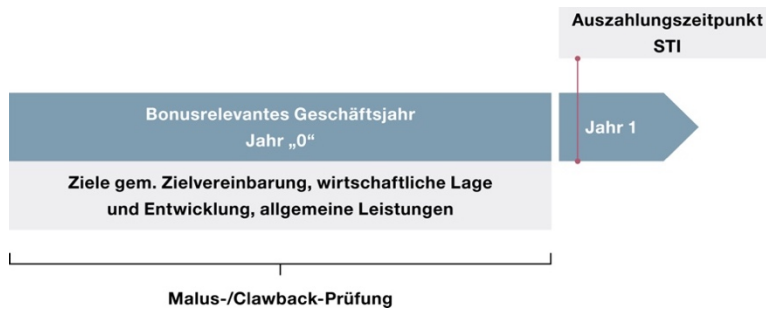 Auszahlungszeitpunkt
STI
Bonusrelevantes Geschäftsjahr
Jahr „0“
Jahr 1
Ziele gem. Zielvereinbarung, wirtschaftliche Lage
und Entwicklung, allgemeine Leistungen
Malus-/Clawback-Prüfung